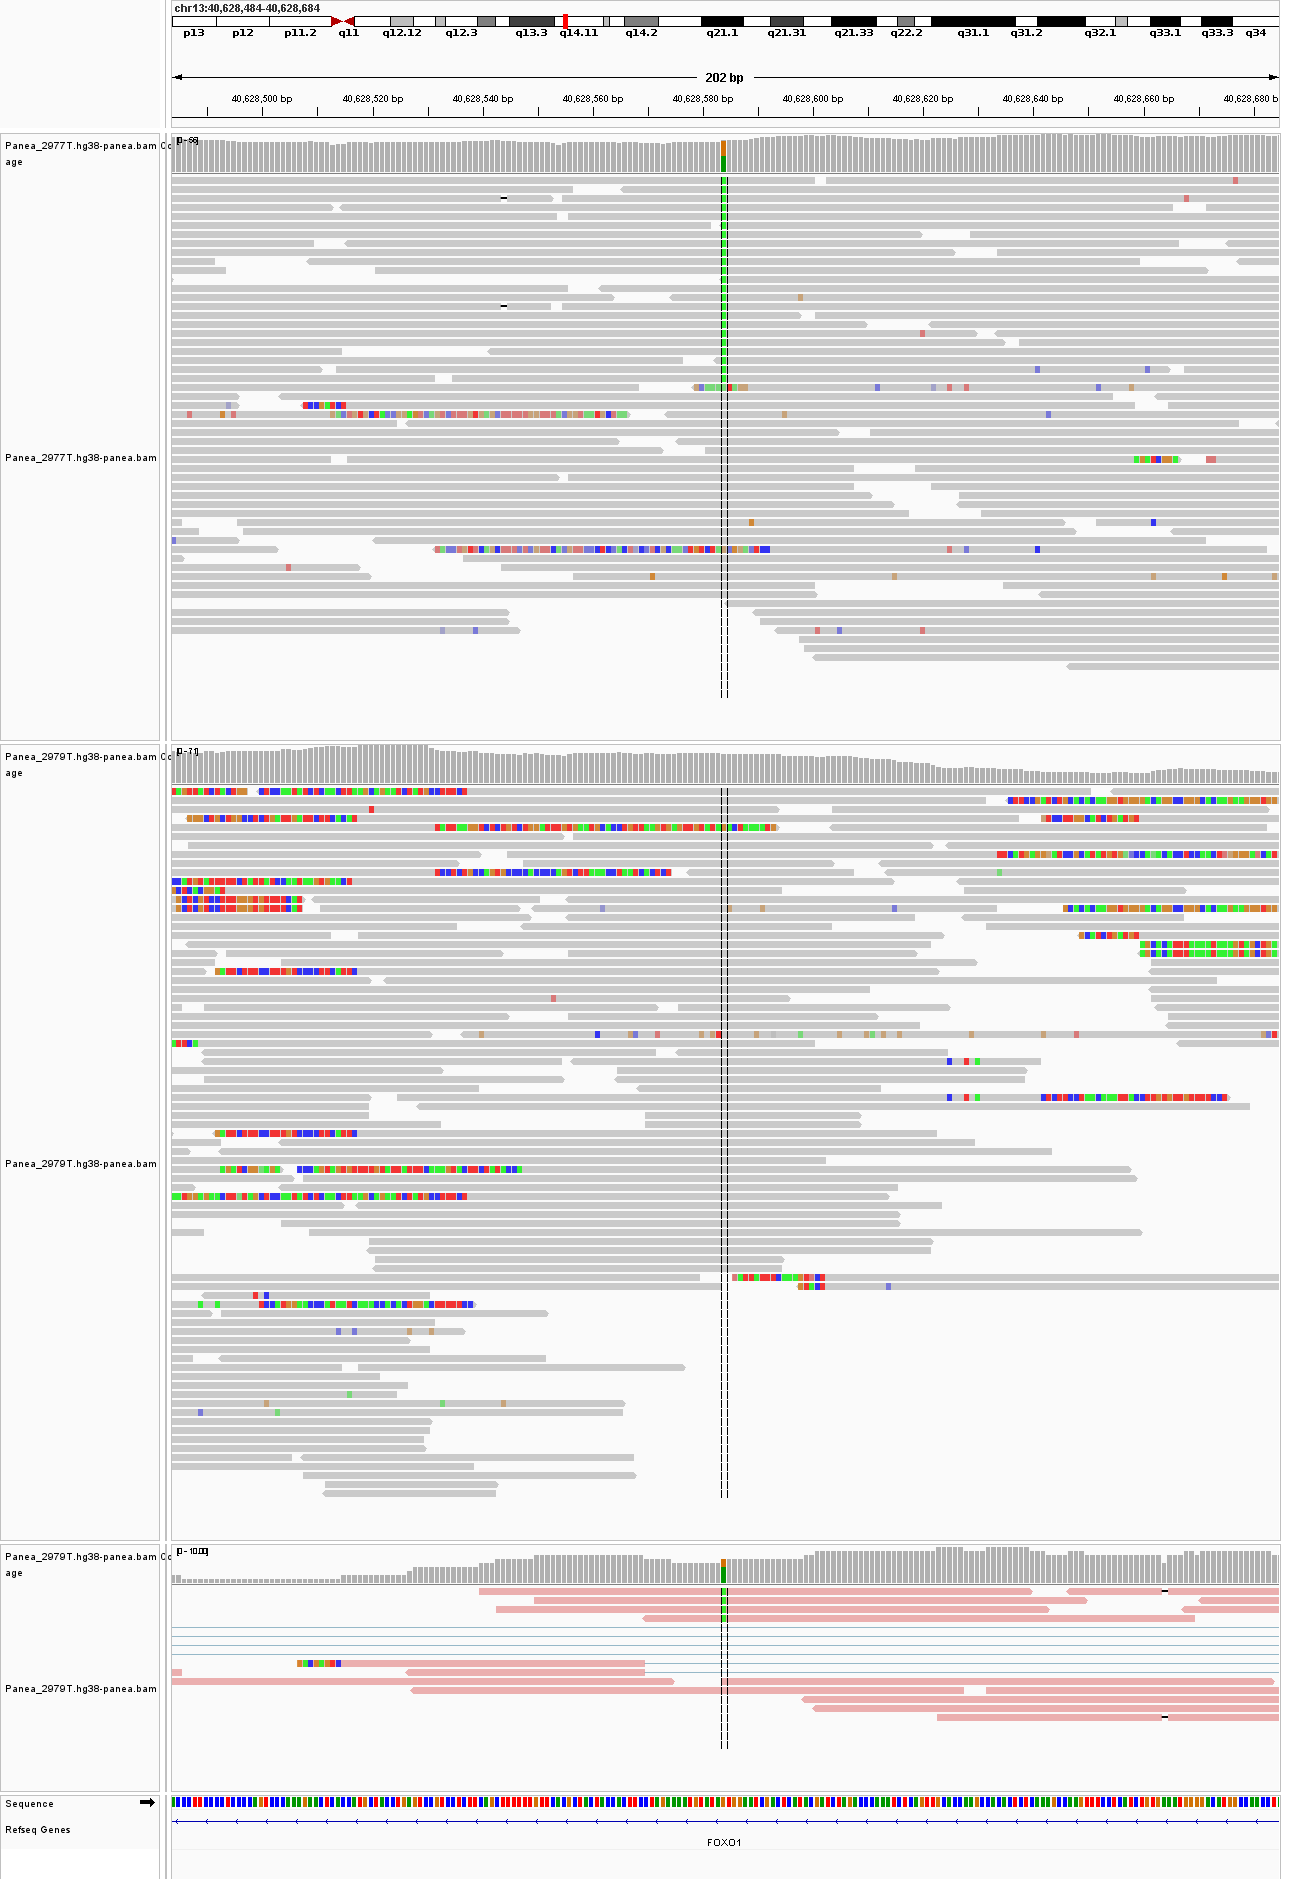 chr13:40,628,484-40,628,684
p13 p12 p11.2 q11 q12.12 q12.3 q13.3 q14.11 q14.2 q21.1 q21.31 q21.33 q22.2 q31.1 q31.2 q32.1 q33.1 q33.3 q34
202 bp
40,628,500 bp 40,628,520 bp 40,628,540 bp 40,628,560 bp 40,628,580 bp 40,628,600 bp 40,628,620 bp 40,628,640 bp 40,628,660 bp 40,628,680 b
Panea_2977T.hg38-panea.bam Co
age
Panea_2977T.hg38-panea.bam
Panea_2979T.hg38-panea.bam Co
[0 - 71]
age
Panea_2979T.hg38-panea.bam
Panea_2979T.hg38-panea.bam Co
[0 - 10.00]
age
Panea_2979T.hg38-panea.bam
Sequence
Refseq Genes
FOXO1